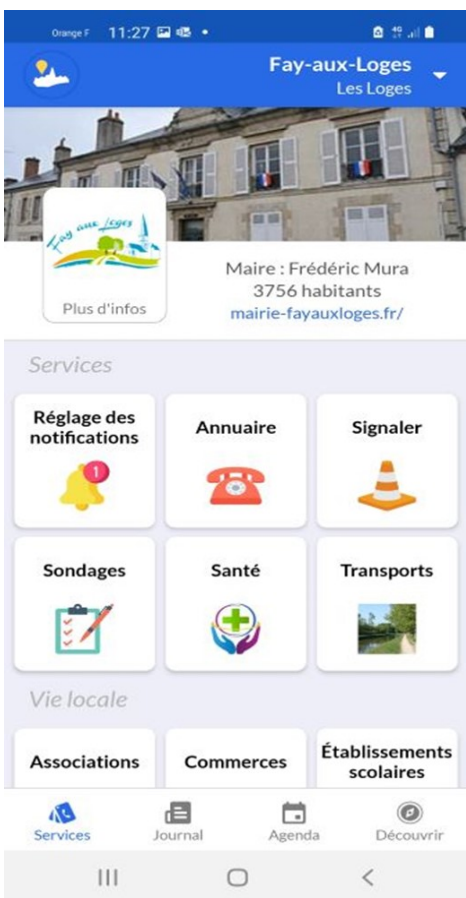 Orange F 11:27
4G
Fay-aux-Loges
Les Loges
Fay aux Loges
Plus d'infos
Maire : Frédéric Mura
3756 habitants
mairie-fayauxloges.fr/
Services
Réglage des
notifications
1
Annuaire
Signaler
Sondages
Santé
Transports
Vie locale
Associations
Commerces
Établissements
scolaires
Services
Journal
Agenda
Découvrir